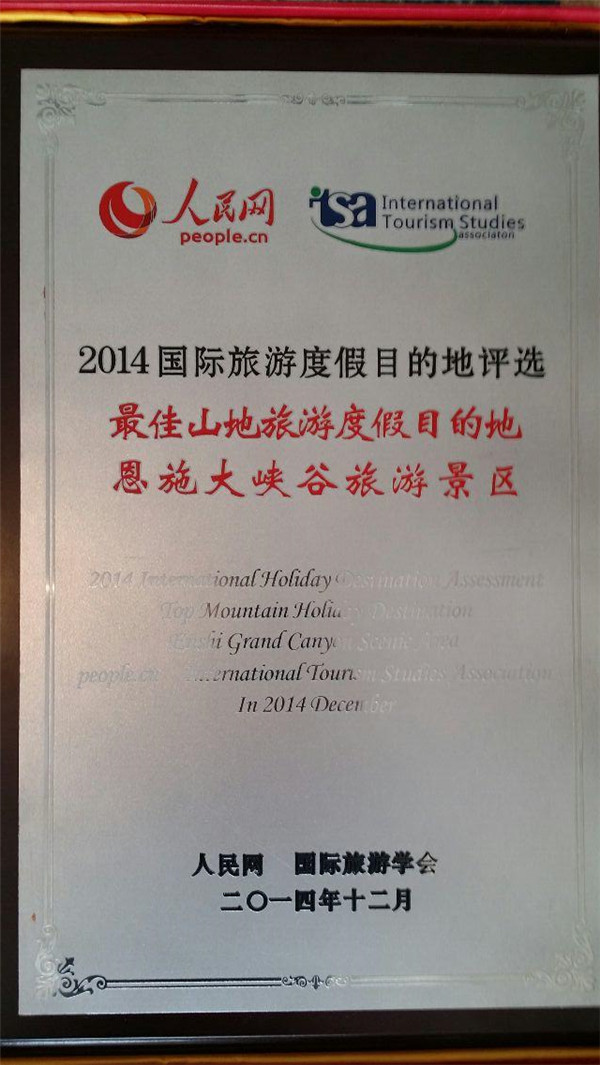 人民网
people.cn
itsa International
Tourism Studies
associaton
2014国际旅游度假目的地评选
最佳山地旅游度假目的地
恩施大峡谷旅游景区
2014 International Holiday Destination Assessment
Top Mountain Holiday Destination
Enshi Grand Canyon Scenic Area
people.cn International Tourism Studies Association
In 2014 December
人民网 国际旅游学会
二〇一四年十二月